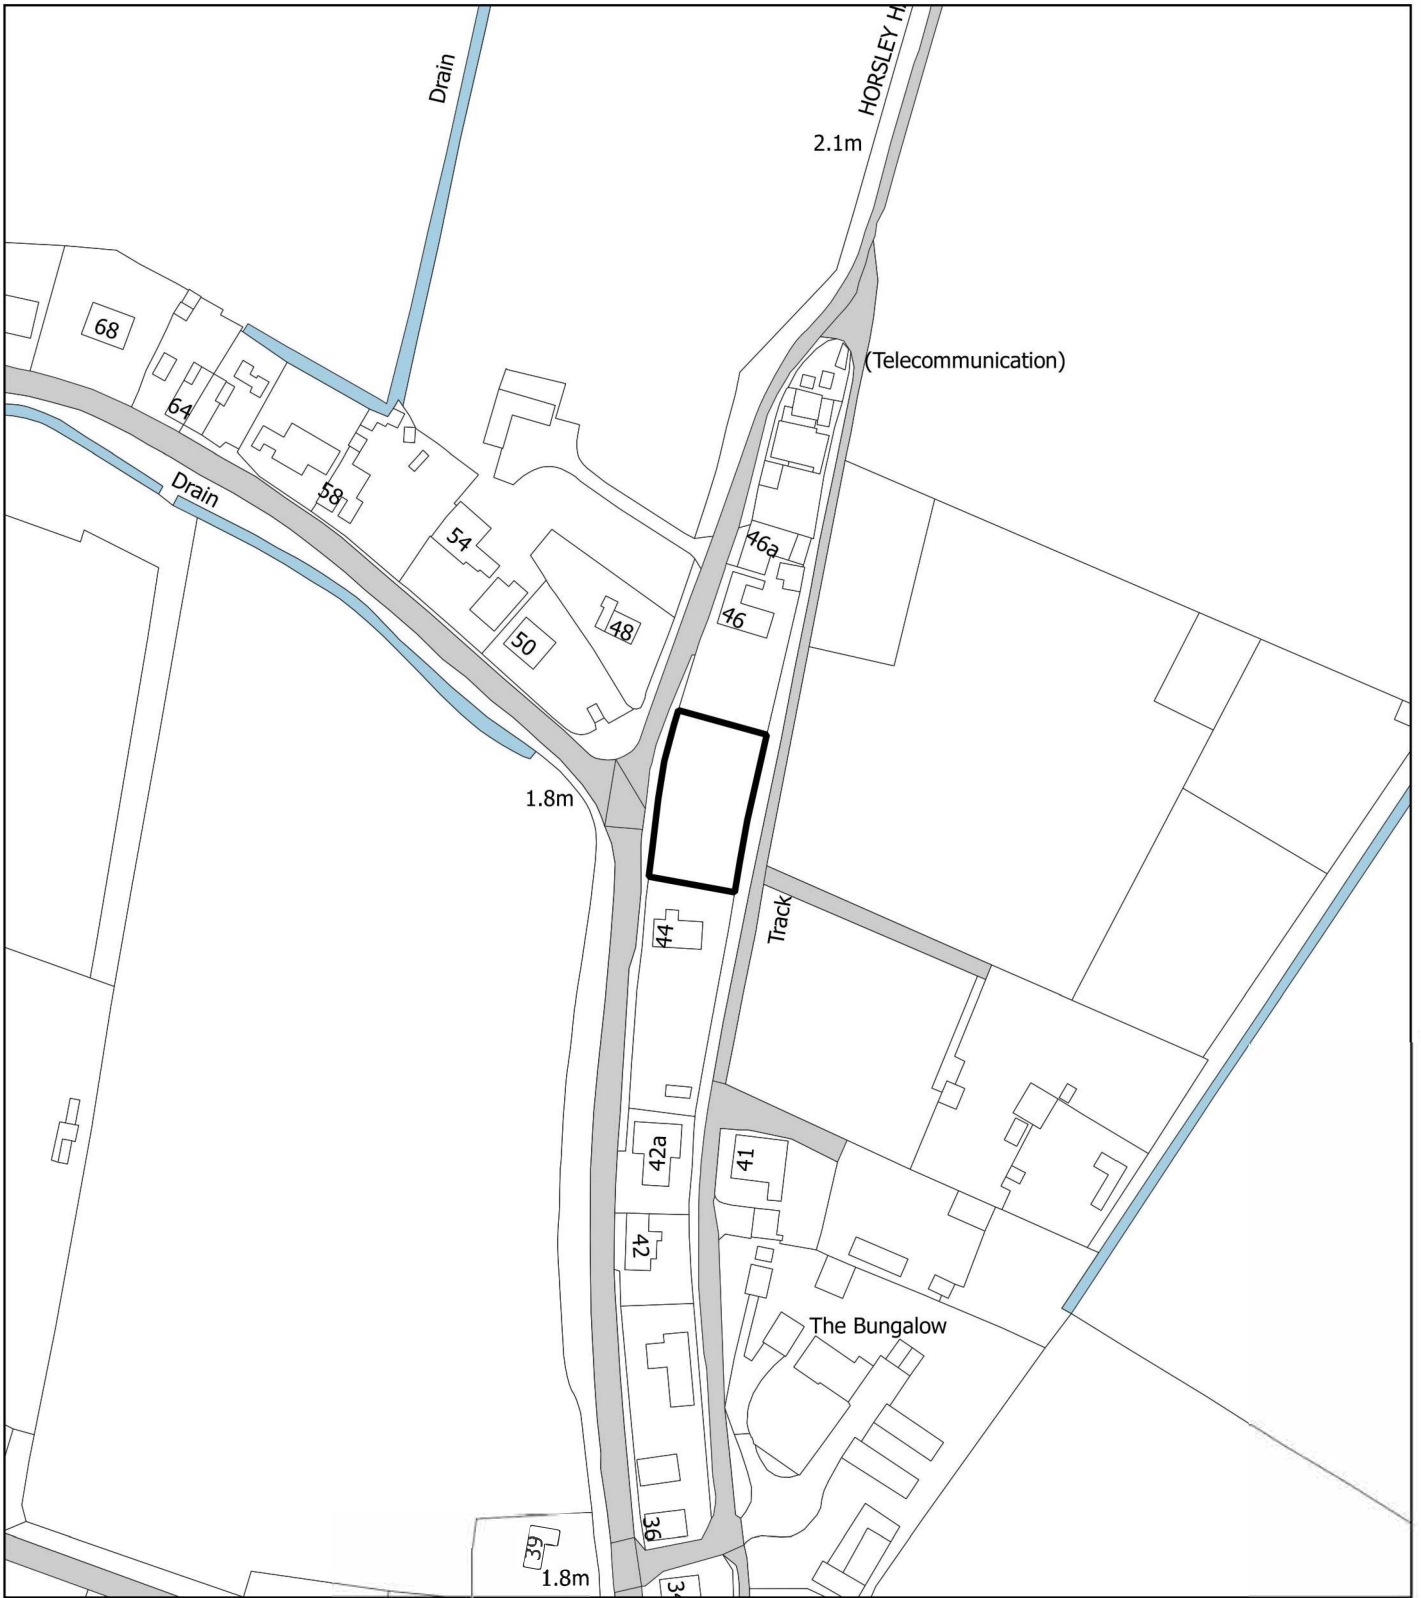 HORSLEY
Drain
2.1m
68
(Telecommunication)
64
Drain
58
54
46a
46
48
50
1.8m
Track
44
42a
41
42
The Bungalow
36
39
1.8m